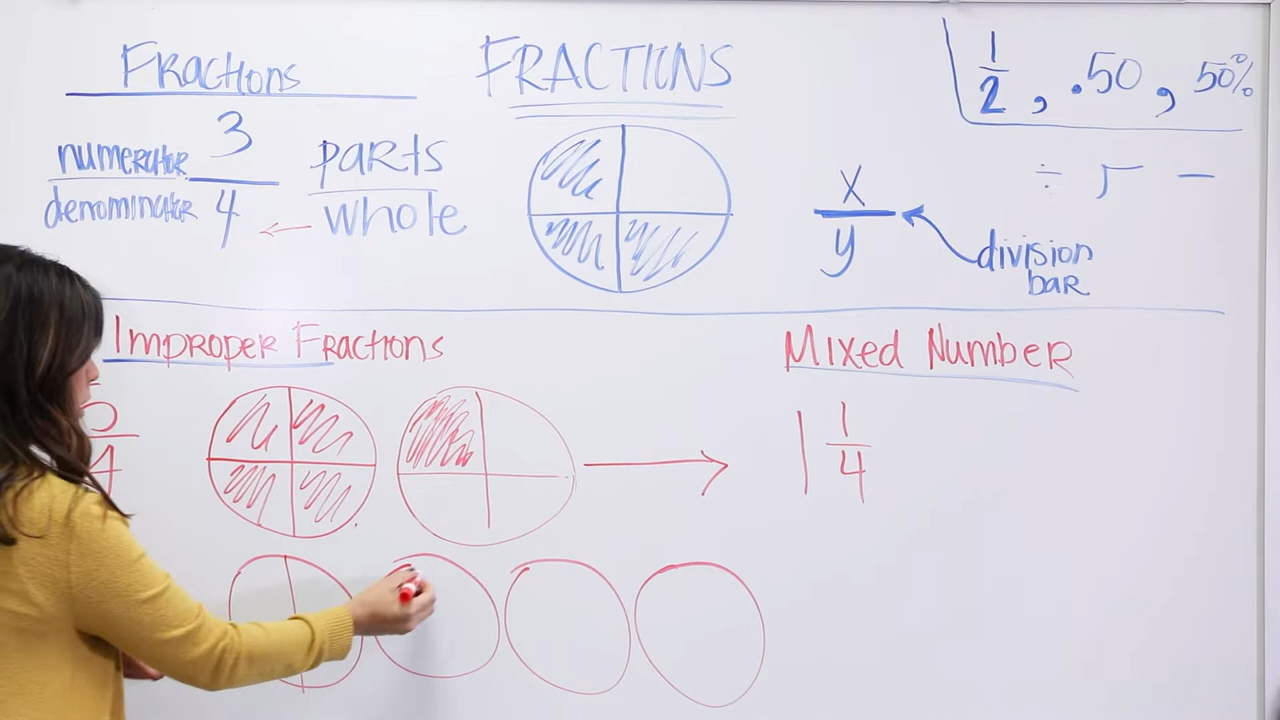 Fractions
numerator
denominator
3
4
parts
whole
FRACTIONS
x
y
division
bar
1
2
, .50 , 50%
÷
Improper Fractions
4
Mixed Number
1 1
4